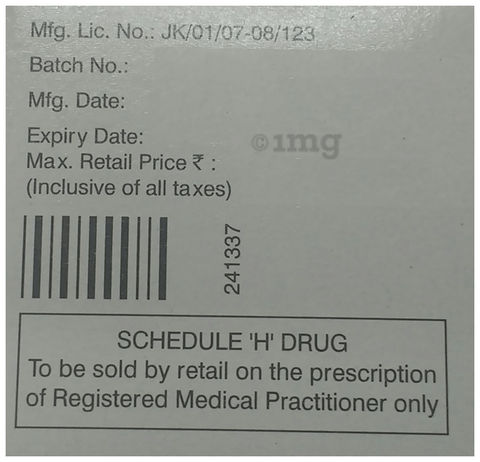 Mfg. Lic. No.: JK/01/07-08/123
Batch No.:
Mfg. Date:
Expiry Date:
©1mg
Max. Retail Price ₹ :
(Inclusive of all taxes)
241337
SCHEDULE 'H' DRUG
To be sold by retail on the prescription
of Registered Medical Practitioner only